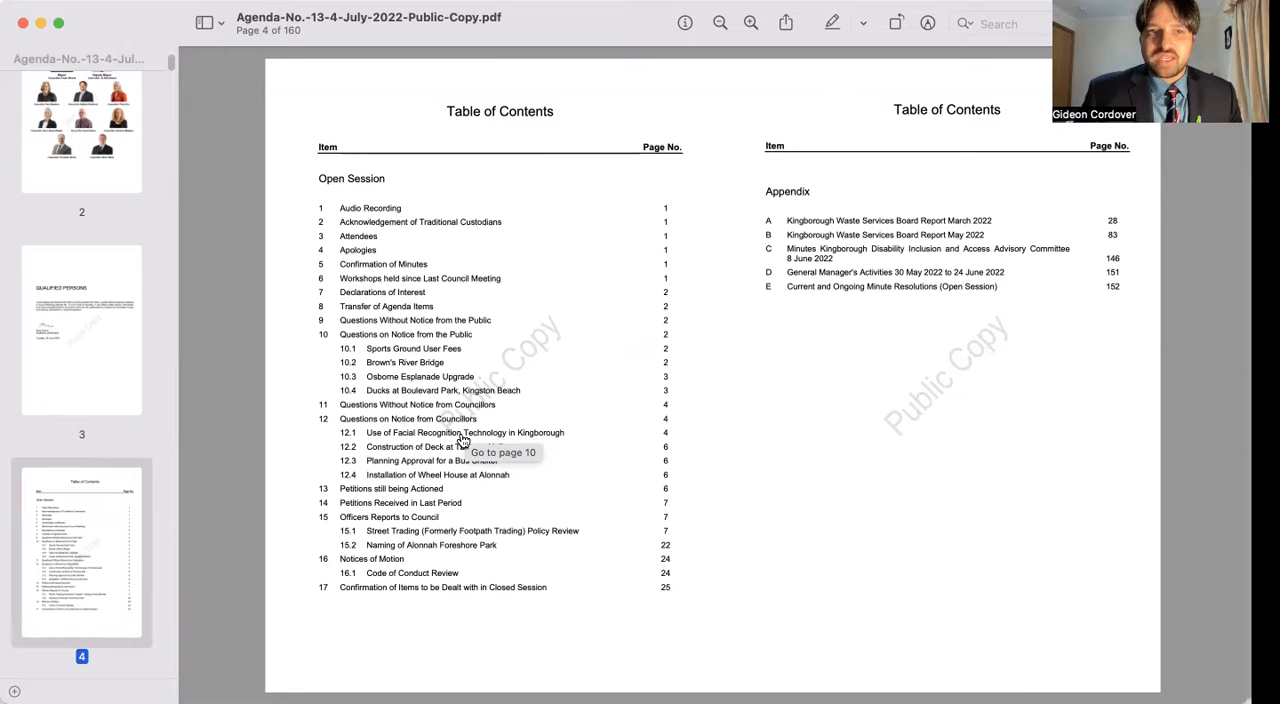 Agenda-No.-13-4-July-2022-Public-Copy.pdf
Page 4 of 160
Search
Gideon Cordover
Agenda-No.-13-4-Jul...
2
QUALIFIED PERSONS
3
4
Table of Contents
Item Page No.
Open Session
1 Audio Recording 1
2 Acknowledgement of Traditional Custodians 1
3 Attendees 1
4 Apologies 1
5 Confirmation of Minutes 1
6 Workshops held since Last Council Meeting 1
7 Declarations of Interest 2
8 Transfer of Agenda Items 2
9 Questions Without Notice from the Public 2
10 Questions on Notice from the Public 2
10.1 Sports Ground User Fees 2
10.2 Brown's River Bridge 2
10.3 Osborne Esplanade Upgrade 3
10.4 Ducks at Boulevard Park, Kingston Beach 3
11 Questions Without Notice from Councillors 4
12 Questions on Notice from Councillors 4
12.1 Use of Facial Recognition Technology in Kingborough 4
12.2 Construction of Deck at 6
Go to page 10
12.3 Planning Approval for a Bus Shelter 6
12.4 Installation of Wheel House at Alonnah 6
13 Petitions still being Actioned 6
14 Petitions Received in Last Period 7
15 Officers Reports to Council 7
15.1 Street Trading (Formerly Footpath Trading) Policy Review 7
15.2 Naming of Alonnah Foreshore Park 22
16 Notices of Motion 24
16.1 Code of Conduct Review 24
17 Confirmation of Items to be Dealt with in Closed Session 25
Public Copy
Table of Contents
Item Page No.
Appendix
A Kingborough Waste Services Board Report March 2022 28
B Kingborough Waste Services Board Report May 2022 83
C Minutes Kingborough Disability Inclusion and Access Advisory Committee
8 June 2022 146
D General Manager's Activities 30 May 2022 to 24 June 2022 151
E Current and Ongoing Minute Resolutions (Open Session) 152
Public Copy